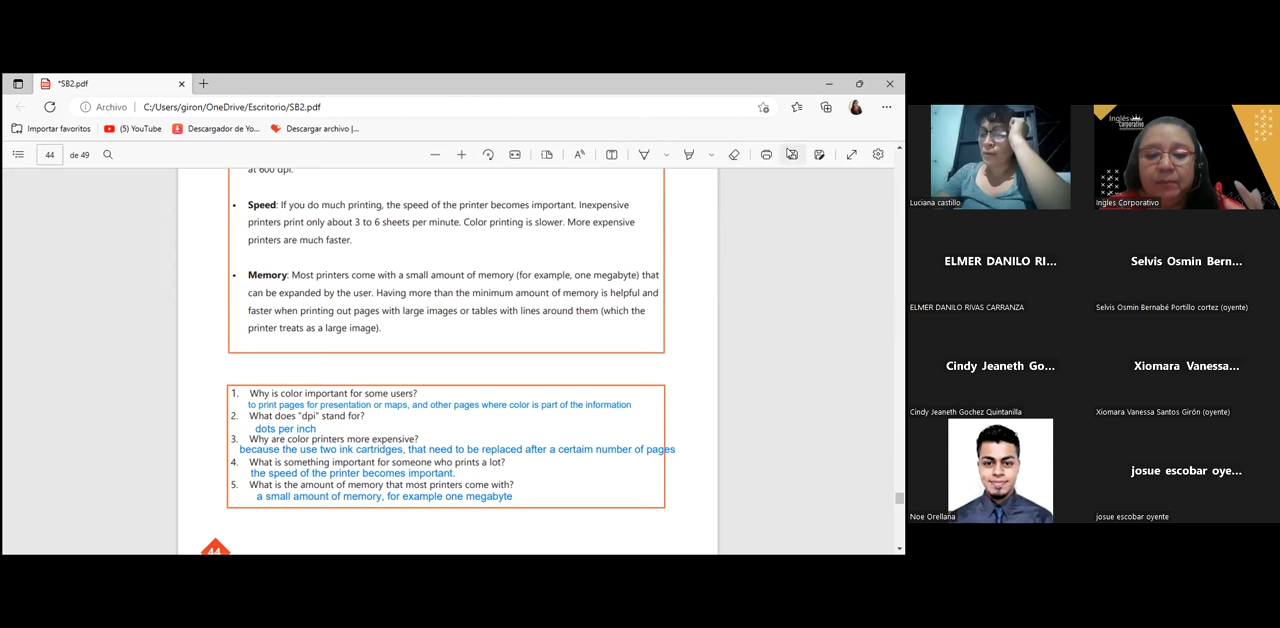 *SB2.pdf
Archivo
C:/Users/giron/OneDrive/Escritorio/SB2.pdf
Importar favoritos
(5) YouTube
Descargador de Yo...
Descargar archivo |...
44
de 49
at 600 dpi.
• Speed: If you do much printing, the speed of the printer becomes important. Inexpensive
printers print only about 3 to 6 sheets per minute. Color printing is slower. More expensive
printers are much faster.
• Memory: Most printers come with a small amount of memory (for example, one megabyte) that
can be expanded by the user. Having more than the minimum amount of memory is helpful and
faster when printing out pages with large images or tables with lines around them (which the
printer treats as a large image).
1. Why is color important for some users?
to print pages for presentation or maps, and other pages where color is part of the information
2. What does "dpi" stand for?
dots per inch
3. Why are color printers more expensive?
because the use two ink cartridges, that need to be replaced after a certaim number of pages
4. What is something important for someone who prints a lot?
the speed of the printer becomes important.
5. What is the amount of memory that most printers come with?
a small amount of memory, for example one megabyte
44
Luciana castillo
Inglés
Corporativo
Ingles Corporativo
ELMER DANILO RI...
ELMER DANILO RIVAS CARRANZA
Selvis Osmin Bern...
Selvis Osmin Bernabé Portillo cortez (oyente)
Cindy Jeaneth Go...
Cindy Jeaneth Gochez Quintanilla
Xiomara Vanessa...
Xiomara Vanessa Santos Girón (oyente)
Noe Orellana
josue escobar oye...
josue escobar oyente